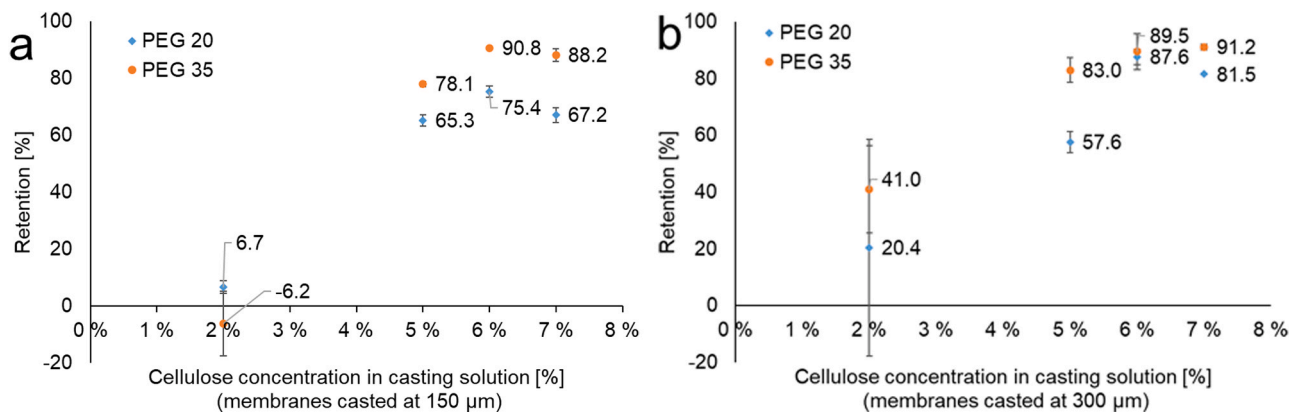 a
PEG 20
PEG 35
Retention [%]
100
80
60
40
20
0
-20
6.7
-6.2
65.3
78.1
75.4
90.8
67.2
88.2
0 % 1 % 2% 3 % 4 % 5 % 6 % 7 % 8 %
Cellulose concentration in casting solution [%]
(membranes casted at 150 µm)
b
PEG 20
PEG 35
Retention [%]
100
80
60
40
20
0
-20
41.0
20.4
83.0
57.6
89.5
87.6
91.2
81.5
0 % 1 % 2 % 3 % 4 % 5 % 6 % 7 % 8 %
Cellulose concentration in casting solution [%]
(membranes casted at 300 µm)